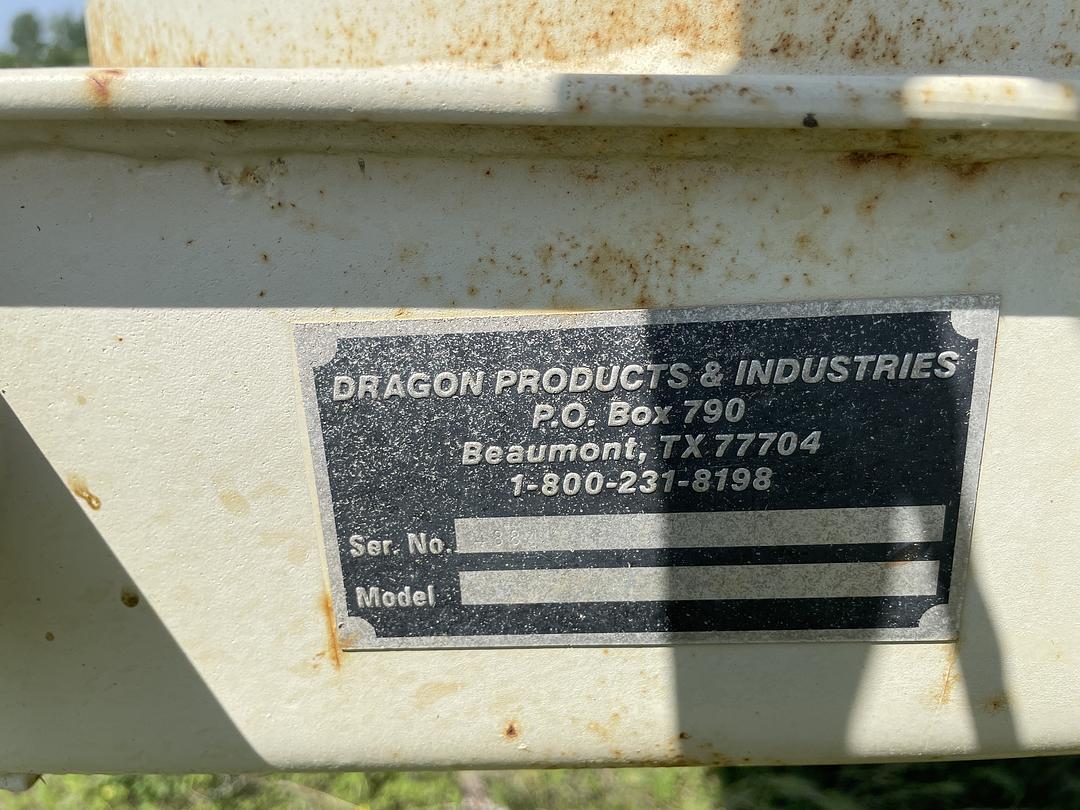 DRAGON PRODUCTS & INDUSTRIES
P.O. Box 790
Beaumont, TX 77704
1-800-231-8198
Ser. No.
Model